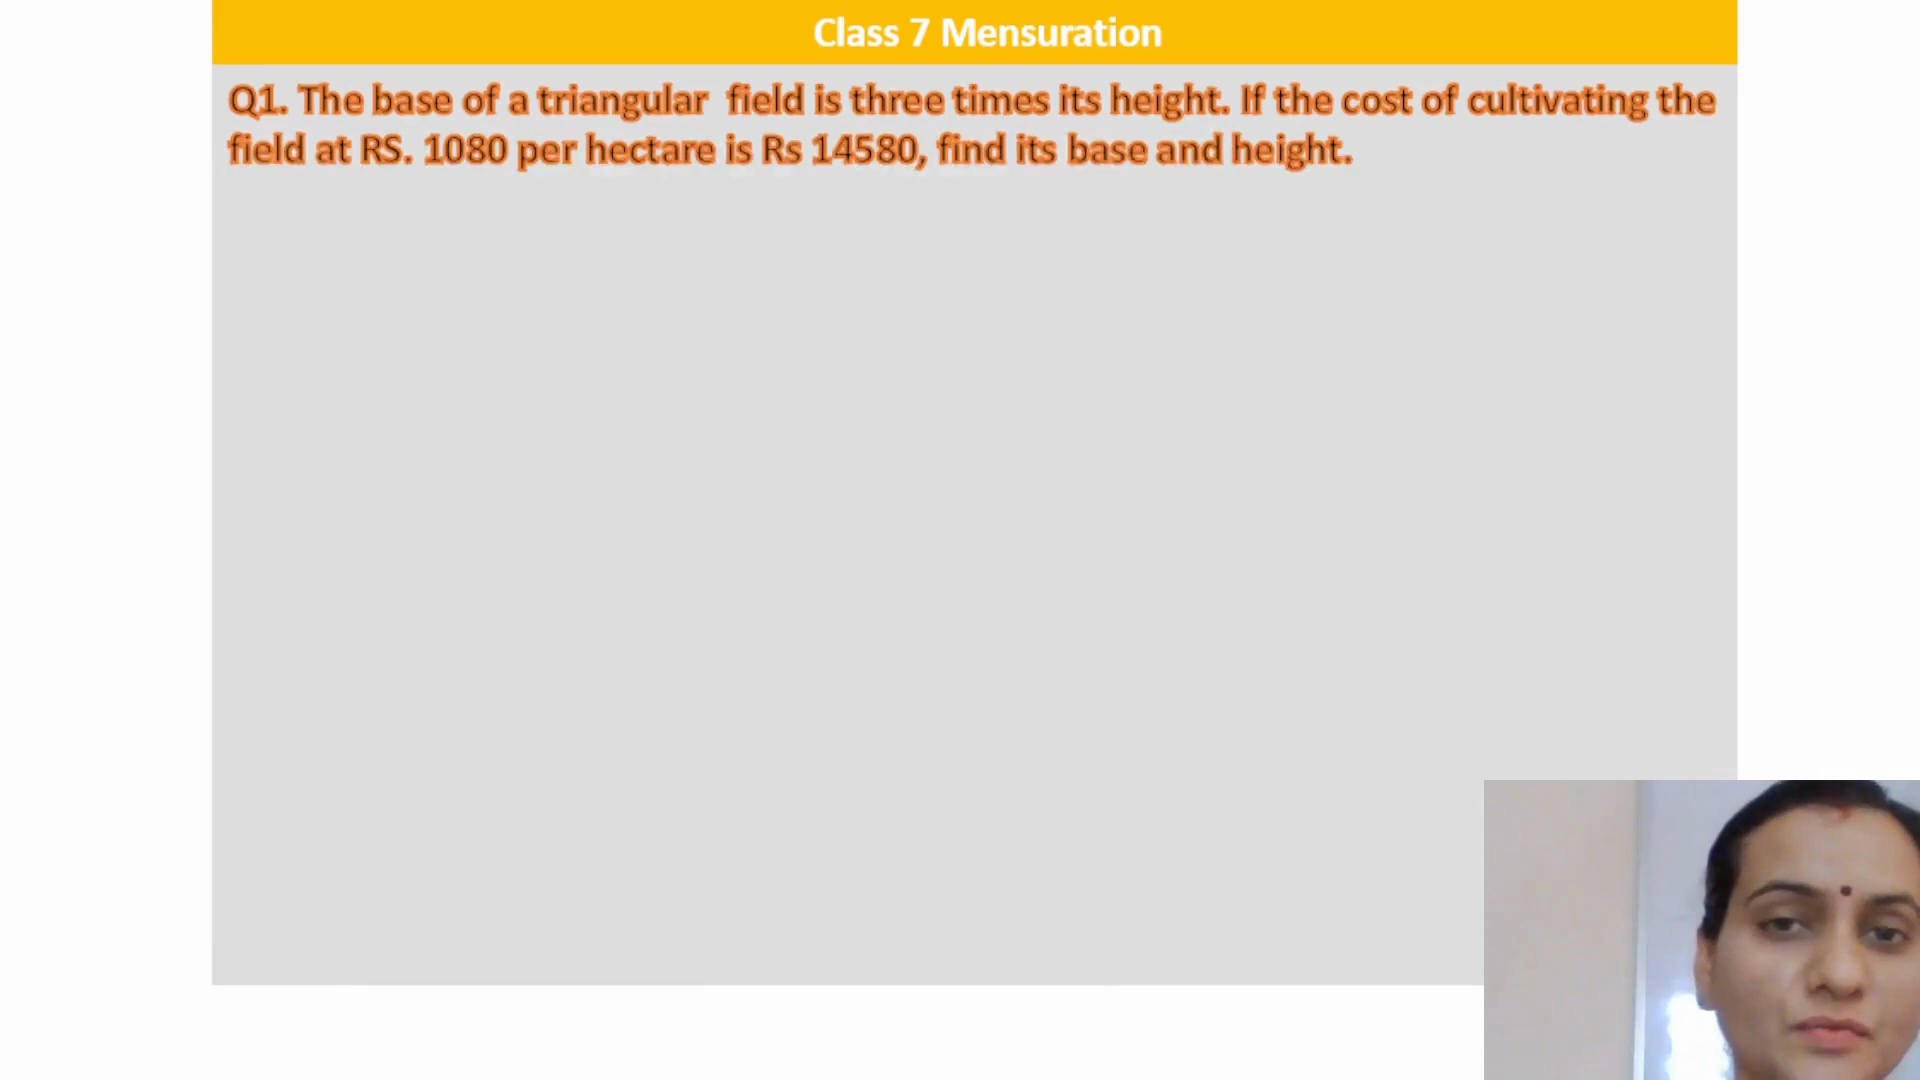 Class 7 Mensuration
Q1. The base of a triangular field is three times its height. If the cost of cultivating the
field at RS. 1080 per hectare is Rs 14580, find its base and height.